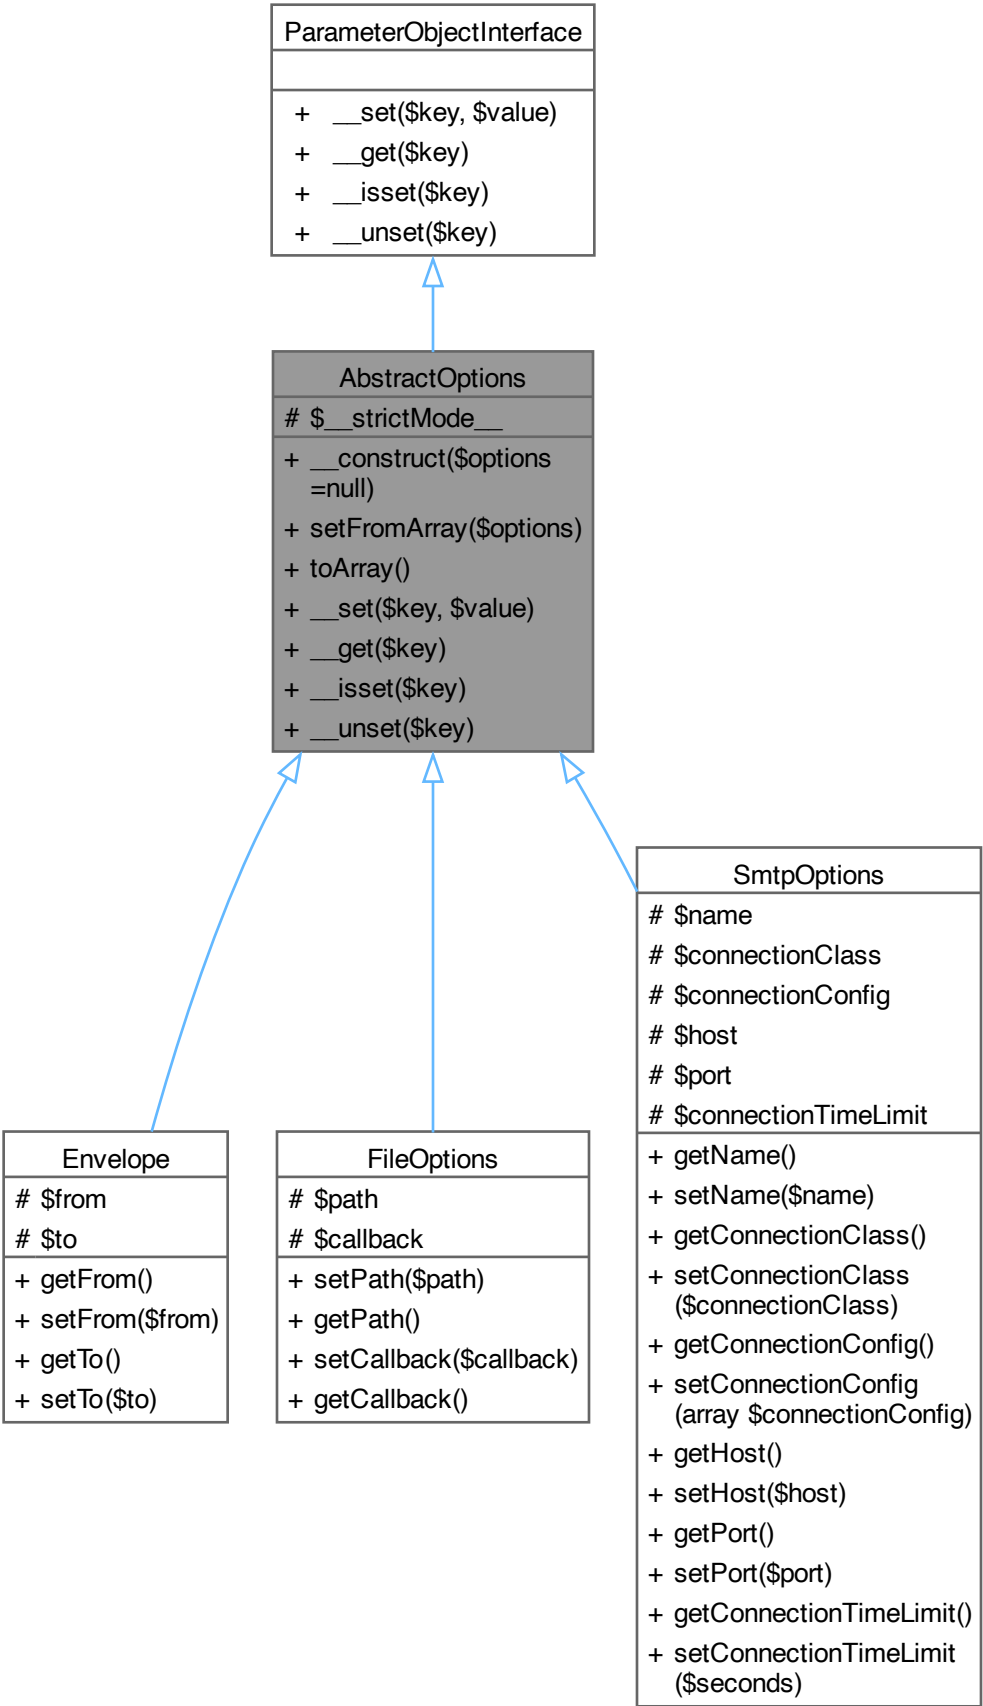 ParameterObjectInterface
+ __set($key, $value)
+ __get($key)
+ __isset($key)
+ __unset($key)
AbstractOptions
# $__strictMode__
+ __construct($options
=null)
+ setFromArray($options)
+ toArray()
+ __set($key, $value)
+ __get($key)
+ __isset($key)
+ __unset($key)
Envelope
# $from
# $to
+ getFrom()
+ setFrom($from)
+ getTo()
+ setTo($to)
FileOptions
# $path
# $callback
+ setPath($path)
+ getPath()
+ setCallback($callback)
+ getCallback()
SmtpOptions
# $name
# $connectionClass
# $connectionConfig
# $host
# $port
# $connectionTimeLimit
+ getName()
+ setName($name)
+ getConnectionClass()
+ setConnectionClass
($connectionClass)
+ getConnectionConfig()
+ setConnectionConfig
(array $connectionConfig)
+ getHost()
+ setHost($host)
+ getPort()
+ setPort($port)
+ getConnectionTimeLimit()
+ setConnectionTimeLimit
($seconds)